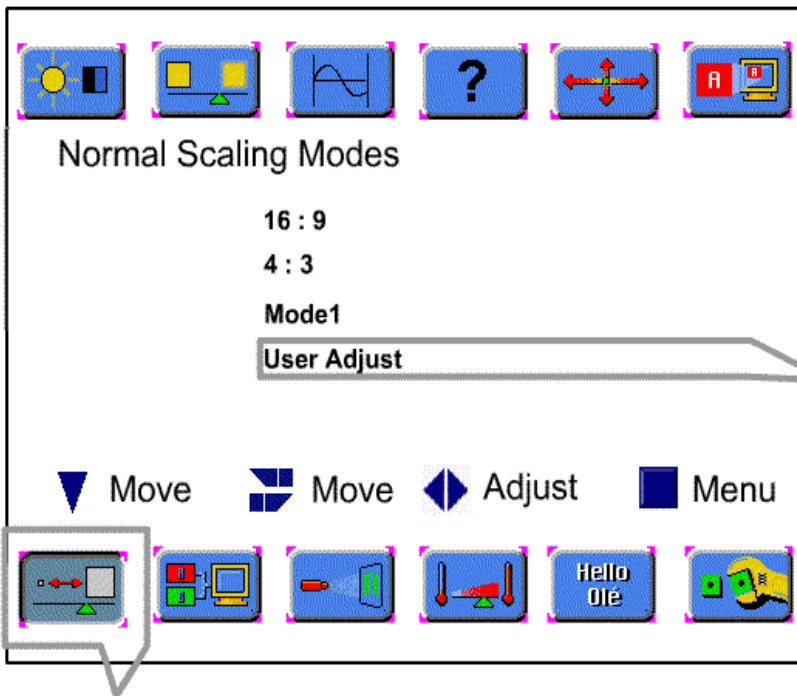 ?
A A
Normal Scaling Modes
16 : 9
4 : 3
Mode1
User Adjust
Move Move Adjust Menu
A
Hello
Olé